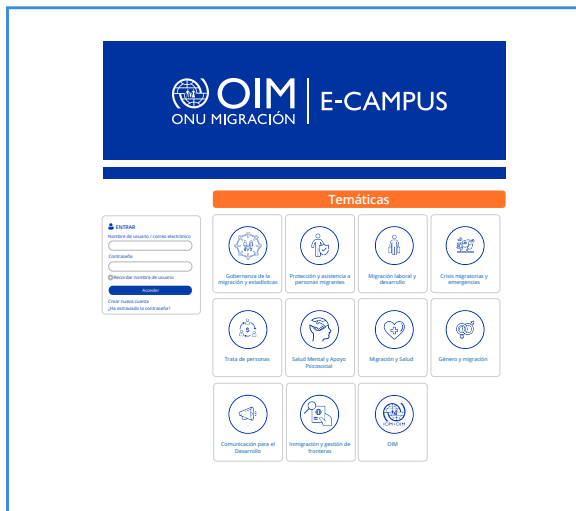 OIM
ONU MIGRACIÓN
E-CAMPUS
Temáticas
ENTRAR
Nombre de usuario / correo electrónico
Contraseña
Recordar nombre de usuario
Acceder
Crear nueva cuenta
¿Ha extraviado la contraseña?
Gobernanza de la
migración y estadísticas
Protección y asistencia a
personas migrantes
Migración laboral y
desarrollo
Crisis migratorias y
emergencias
Trata de personas
Salud Mental y Apoyo
Psicosocial
Migración y Salud
Género y migración
Comunicación para el
Desarrollo
Inmigración y gestión de
fronteras
IOM•OIM
OIM